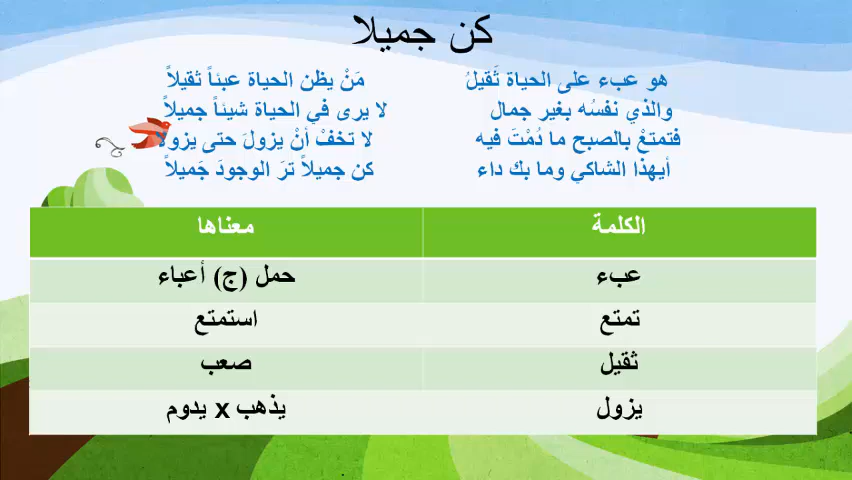 كن جميلا
هو عبء على الحياة ثَقيلُ مَنْ يظن الحياة عبئاً ثقيلاً
والذي نفسُه بغير جمال لا يرى في الحياة شيئاً جميلاً
فتمتعْ بالصبح ما دُمْتَ فيه لا تخفْ أنْ يزولَ حتى يزولا
أيهذا الشاكي وما بك داء كن جميلاً ترَ الوجودَ جَميلاً
الكلمة معناها
عبء حمل (ج) أعباء
تمتع استمتع
ثقيل صعب
يزول يذهب x يدوم